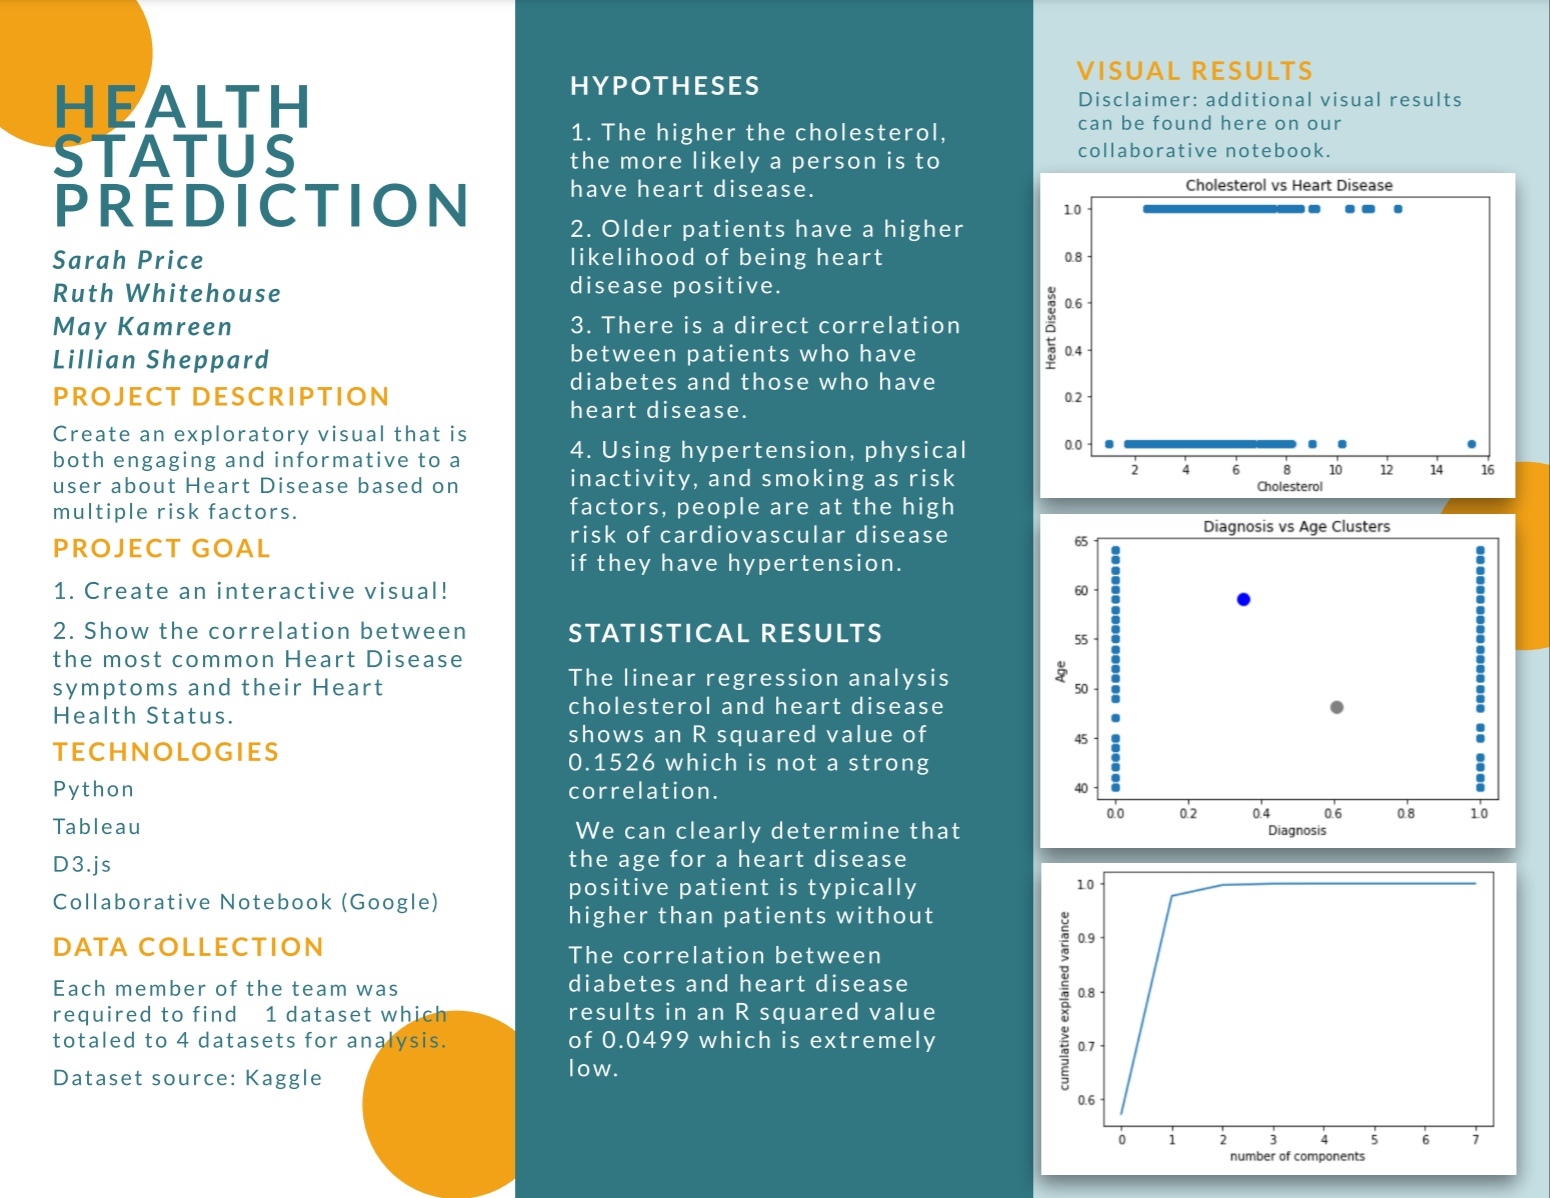 HEALTH
STATUS
PREDICTION
Sarah Price
Ruth Whitehouse
May Kamreen
Lillian Sheppard
PROJECT DESCRIPTION
Create an exploratory visual that is
both engaging and informative to a
user about Heart Disease based on
multiple risk factors.
PROJECT GOAL
1. Create an interactive visual!
2. Show the correlation between
the most common Heart Disease
symptoms and their Heart
Health Status.
TECHNOLOGIES
Python
Tableau
D3.js
Collaborative Notebook (Google)
DATA COLLECTION
Each member of the team was
required to find 1 dataset which
totaled to 4 datasets for analysis.
Dataset source: Kaggle
HYPOTHESES
1. The higher the cholesterol,
the more likely a person is to
have heart disease.
2. Older patients have a higher
likelihood of being heart
disease positive.
3. There is a direct correlation
between patients who have
diabetes and those who have
heart disease.
4. Using hypertension, physical
inactivity, and smoking as risk
factors, people are at the high
risk of cardiovascular disease
if they have hypertension.
STATISTICAL RESULTS
The linear regression analysis
cholesterol and heart disease
shows an R squared value of
0.1526 which is not a strong
correlation.
We can clearly determine that
the age for a heart disease
positive patient is typically
higher than patients without
The correlation between
diabetes and heart disease
results in an R squared value
of 0.0499 which is extremely
low.
VISUAL RESULTS
Disclaimer: additional visual results
can be found here on our
collaborative notebook.
Cholesterol vs Heart Disease
Heart Disease
1.0
0.8
0.6
0.4
0.2
0.0
2 4 6 8 10 12 14 16
Cholesterol
Diagnosis vs Age Clusters
Age
65
60
55
50
45
40
0.0 0.2 0.4 0.6 0.8 1.0
Diagnosis
cumulative explained variance
1.0
0.9
0.8
0.7
0.6
0 1 2 3 4 5 6 7
number of components